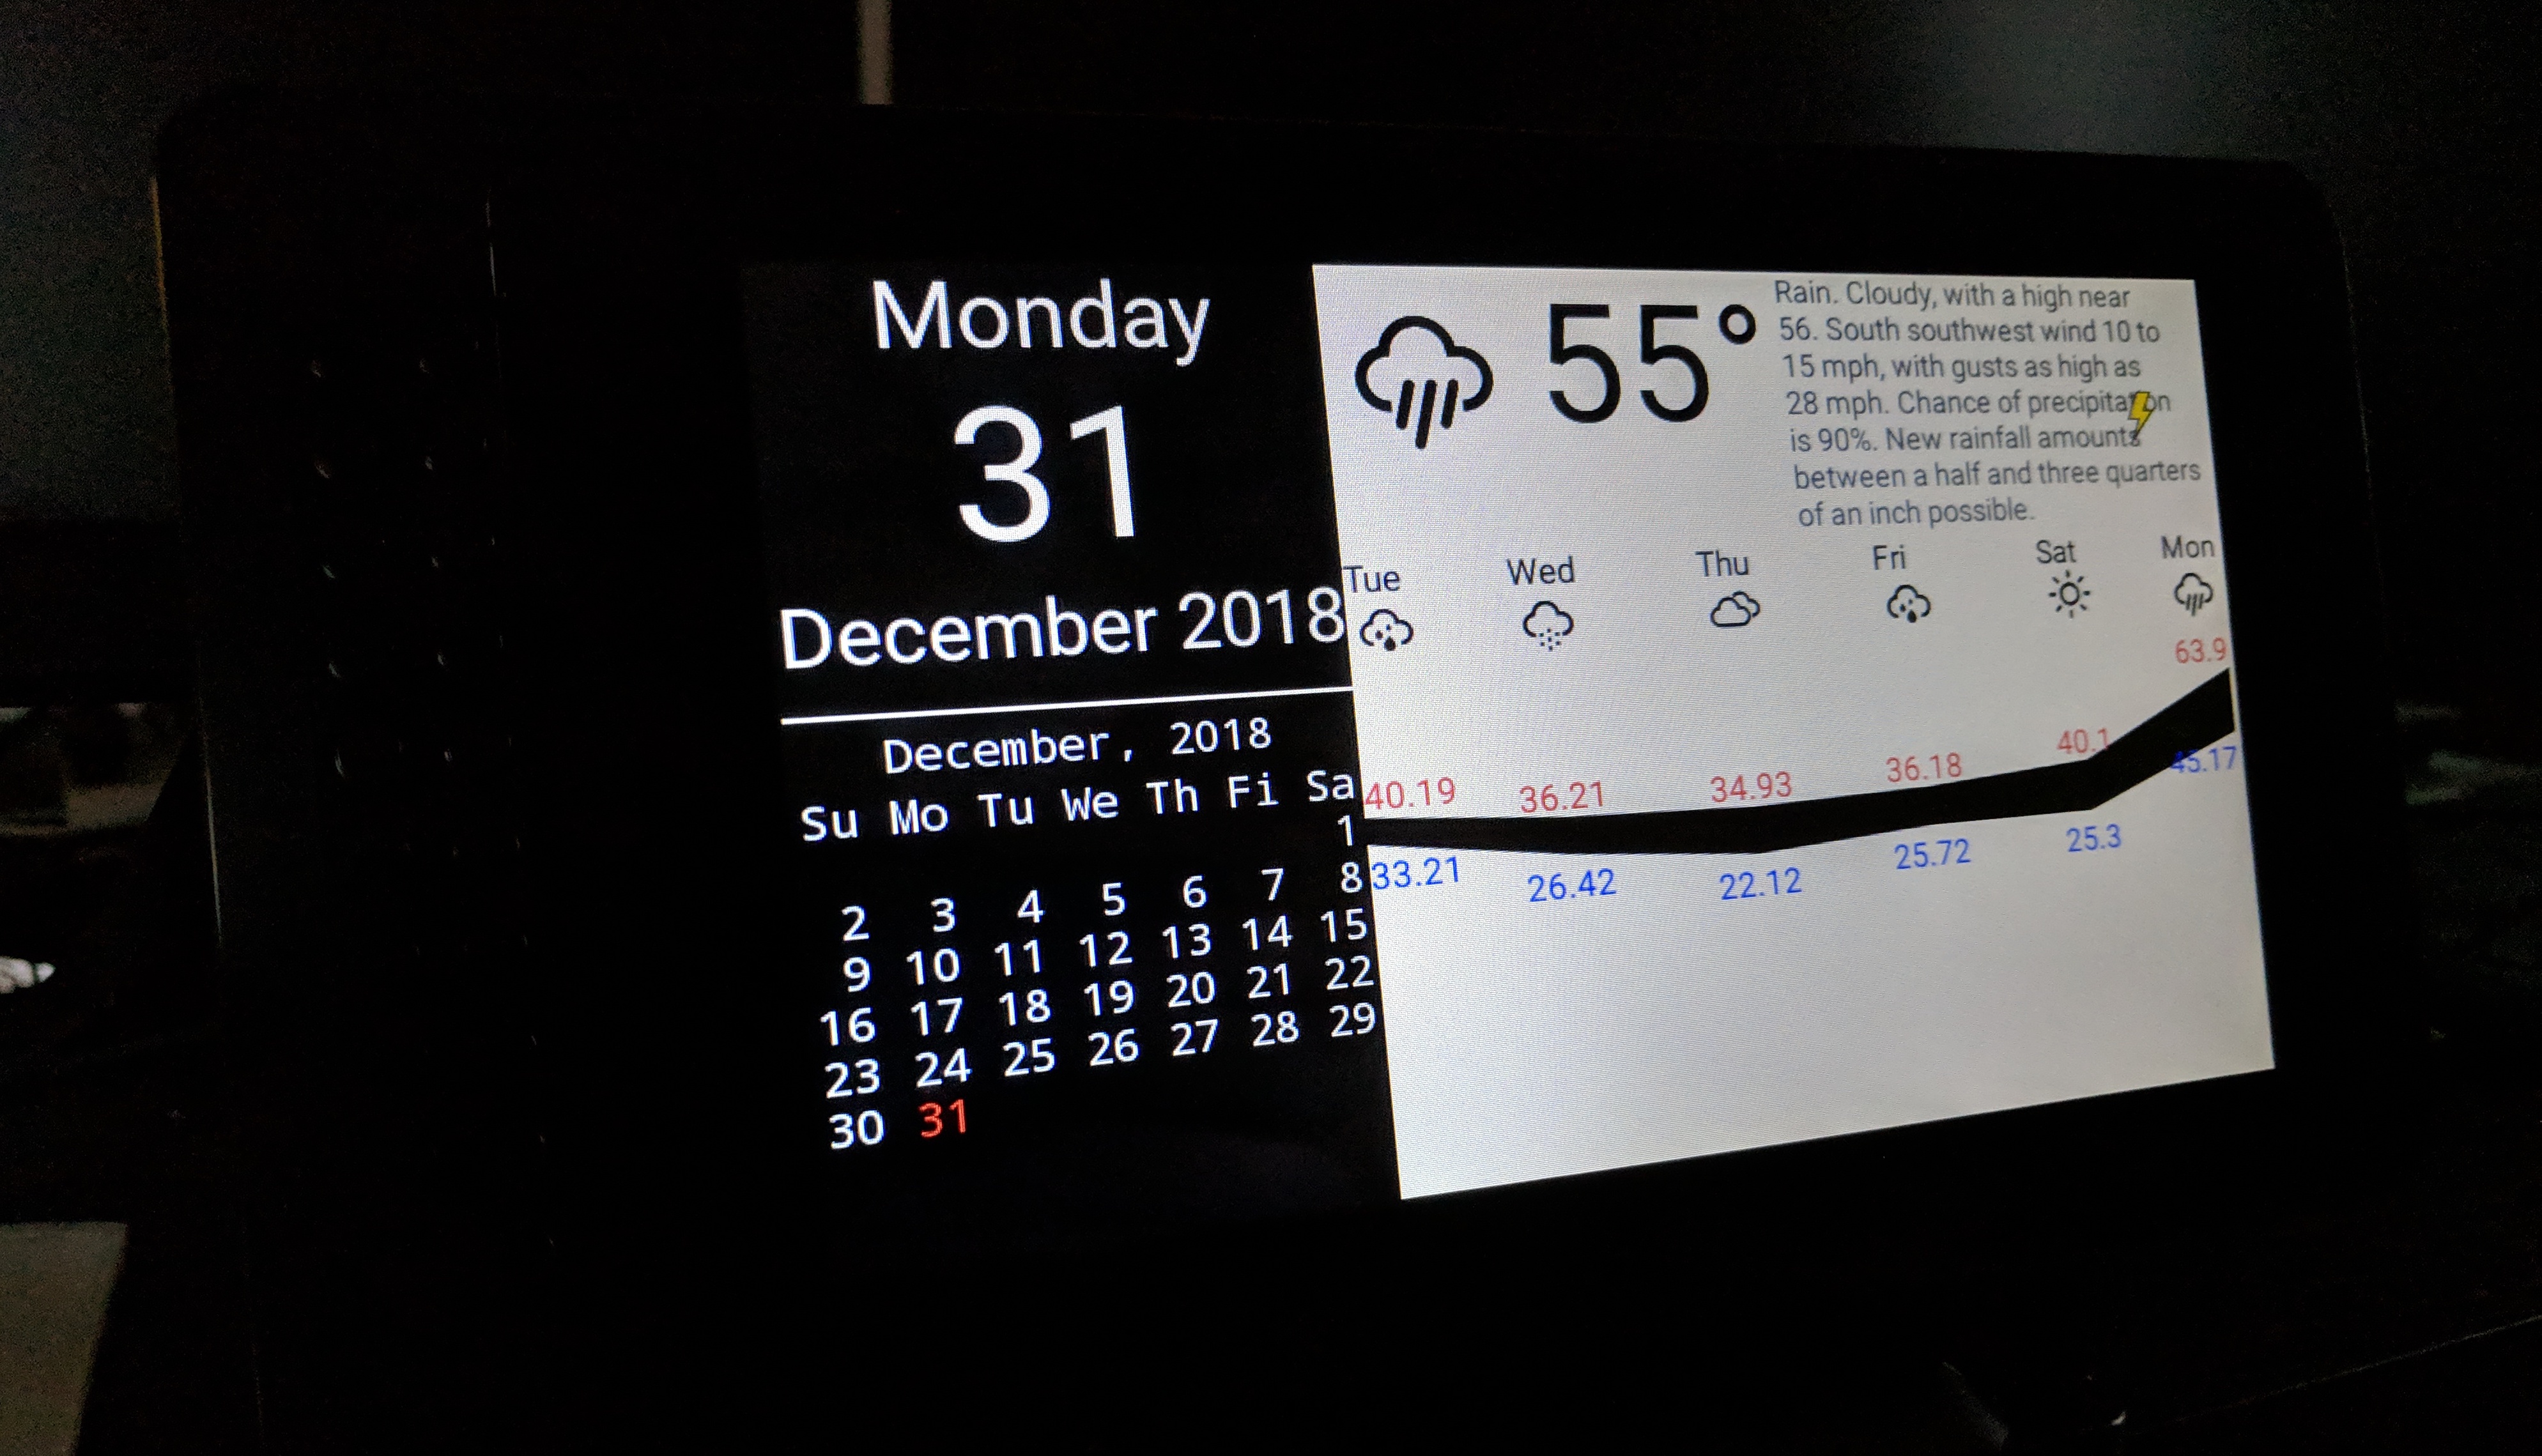 Monday
31
December 2018
December, 2018
Su Mo Tu We Th Fi Sa
1
2 3 4 5 6 7 8
9 10 11 12 13 14 15
16 17 18 19 20 21 22
23 24 25 26 27 28 29
30 31
55°
Rain. Cloudy, with a high near
56. South southwest wind 10 to
15 mph, with gusts as high as
28 mph. Chance of precipitation
is 90%. New rainfall amounts
between a half and three quarters
of an inch possible.
Tue Wed Thu Fri Sat Mon
40.19 36.21 34.93 36.18 40.1 63.9
33.21 26.42 22.12 25.72 25.3 45.17